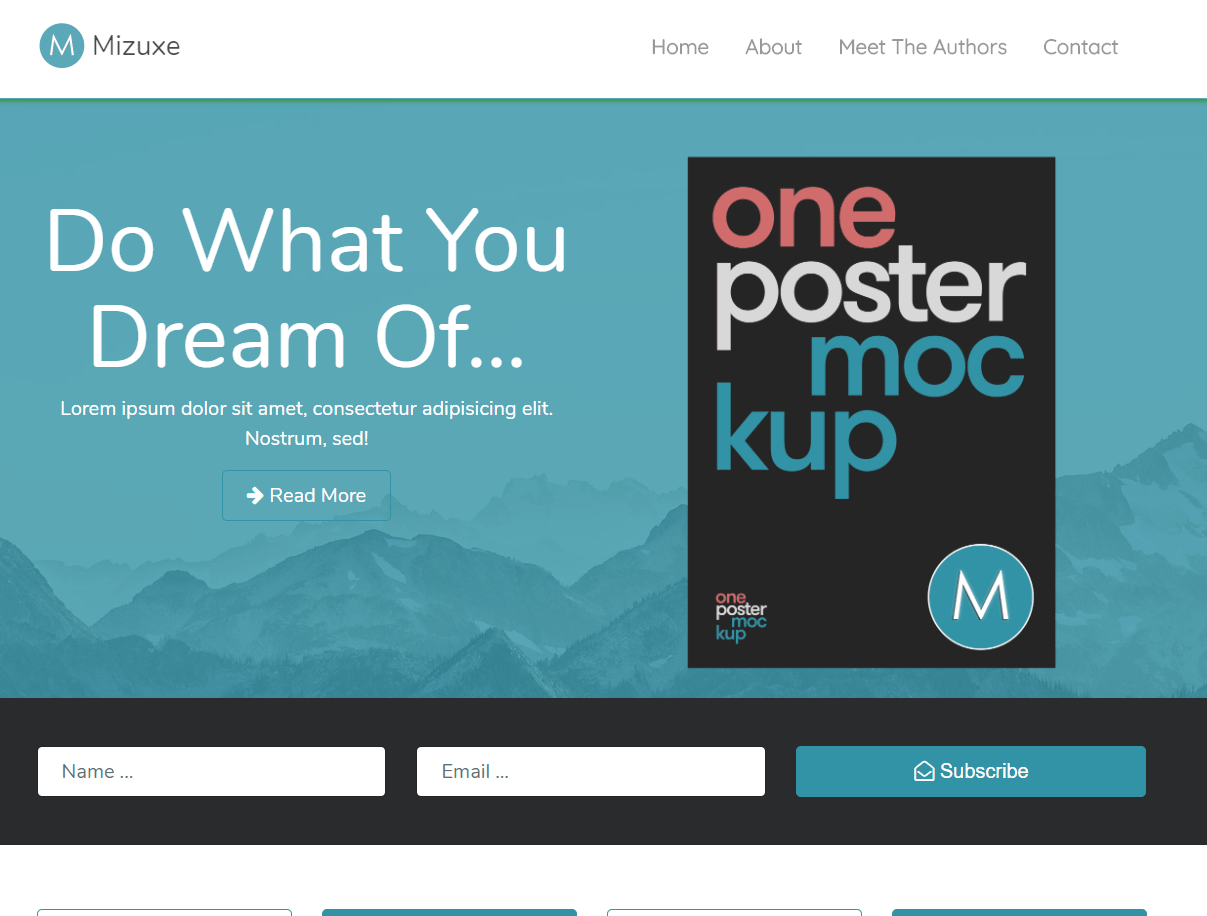 M Mizuxe
Home About Meet The Authors Contact
Do What You
Dream Of...
Lorem ipsum dolor sit amet, consectetur adipisicing elit.
Nostrum, sed!
Read More
one
poster
moc
kup
one
poster
moc
kup
M
Name ...
Email ...
Subscribe